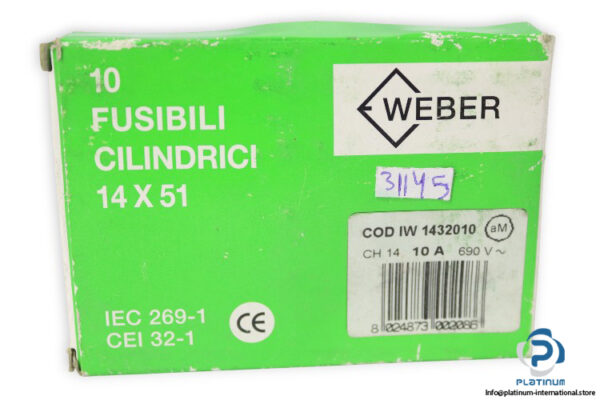 10
FUSIBILI
CILINDRICI
14 X 51
WEBER
31145
COD IW 1432010 aM
CH 14 10 A 690 V ~
8 024873 002086
IEC 269-1
CEI 32-1
CE
PLATINUM
Info@platinum-international.store